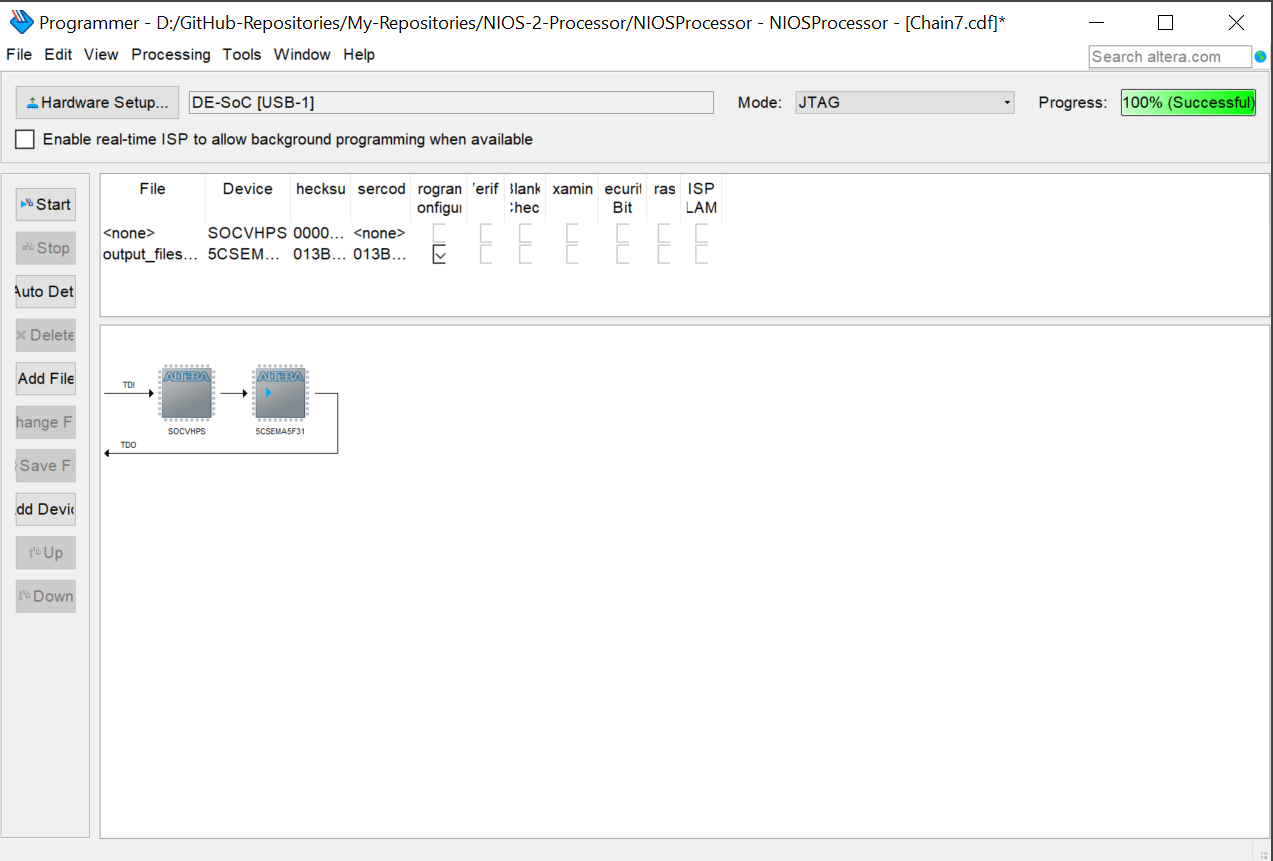 Programmer - D:/GitHub-Repositories/My-Repositories/NIOS-2-Processor/NIOSProcessor - NIOSProcessor - [Chain7.cdf]*
File Edit View Processing Tools Window Help
Search altera.com
Hardware Setup... DE-SoC [USB-1] Mode: JTAG Progress: 100% (Successful)
Enable real-time ISP to allow background programming when available
Start
Stop
Auto Det
Delete
Add File
hange F
Save F
dd Devic
Up
Down
File Device hecksu sercod rogran 'erif lank xamin ecurit ras ISP
onfigur Chec Bit LAM
<none> SOCVHPS 0000... <none>
output_files... 5CSEM... 013B... 013B...
TDI ALTERA ALTERA
SOCVHPS 5CSEMA5F31
TDO